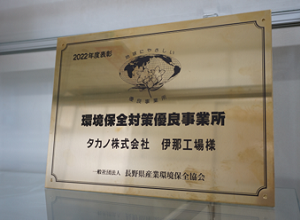 2022年度表彰
環境保全対策優良事業所
タカノ株式会社 伊那工場様
一般社団法人 長野県産業環境保全協会